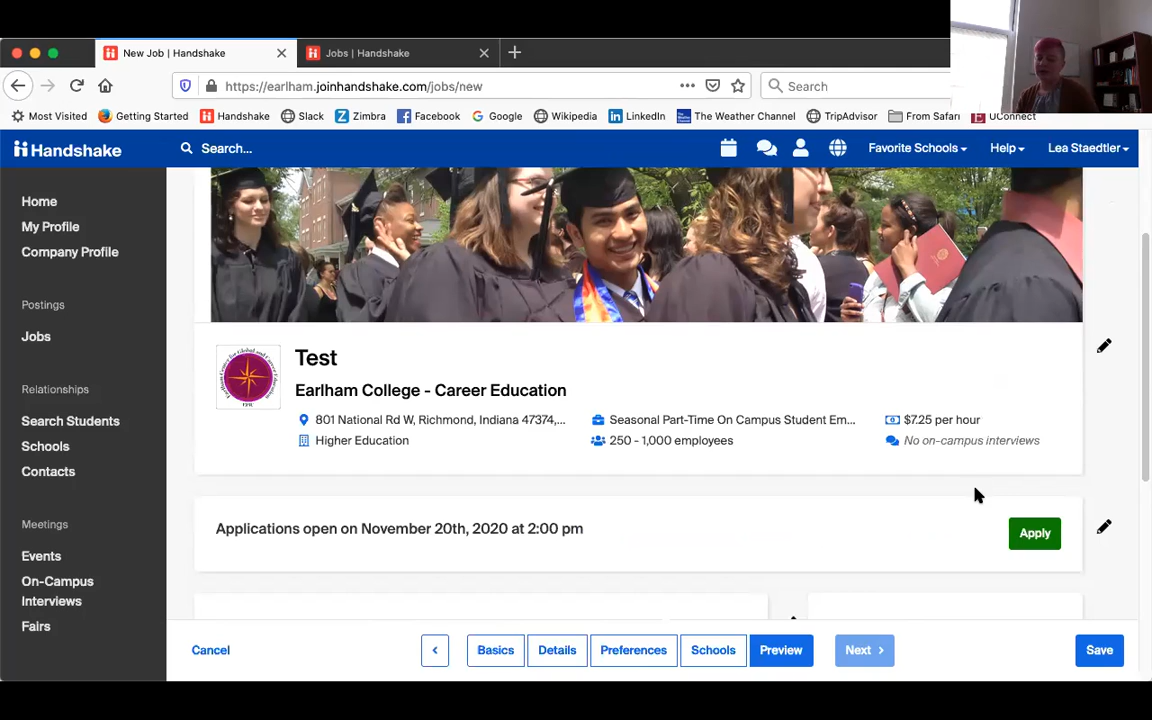 New Job | Handshake
Jobs | Handshake
https://earlham.joinhandshake.com/jobs/new
Search
Most Visited
Getting Started
Handshake
Slack
Zimbra
Facebook
Google
Wikipedia
LinkedIn
The Weather Channel
TripAdvisor
From Safari
UConnect
Handshake
Search...
Favorite Schools
Help
Lea Staedtler
Home
My Profile
Company Profile
Postings
Jobs
Relationships
Search Students
Schools
Contacts
Meetings
Events
On-Campus
Interviews
Fairs
Test
Earlham College - Career Education
801 National Rd W, Richmond, Indiana 47374,...
Seasonal Part-Time On Campus Student Em...
$7.25 per hour
Higher Education
250 - 1,000 employees
No on-campus interviews
Applications open on November 20th, 2020 at 2:00 pm
Apply
Cancel
Basics
Details
Preferences
Schools
Preview
Next
Save